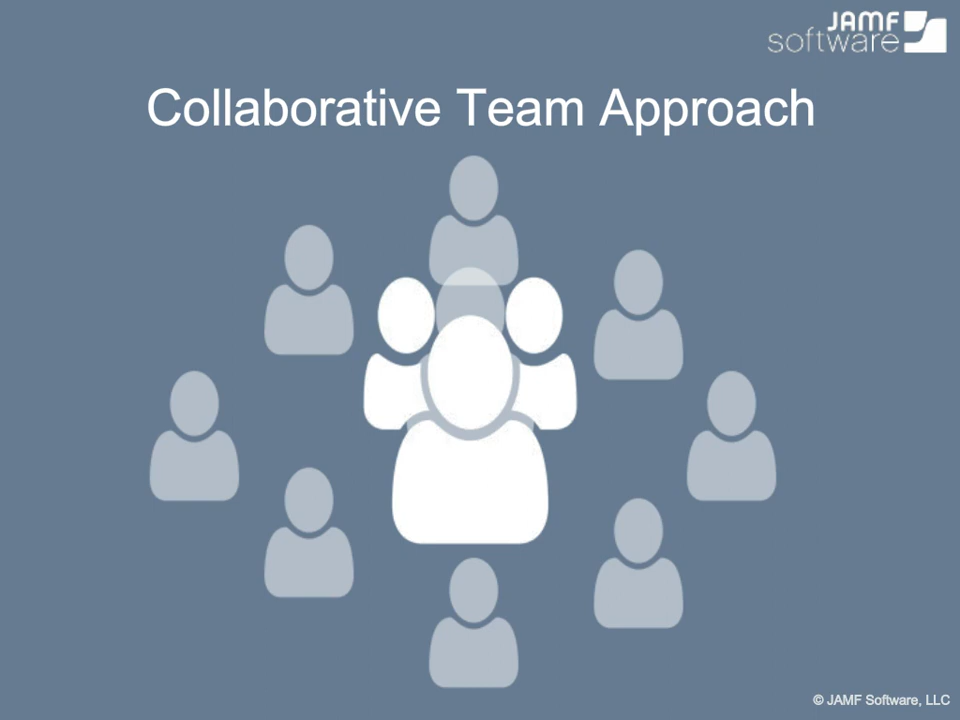 JAMF
software
Collaborative Team Approach
© JAMF Software, LLC